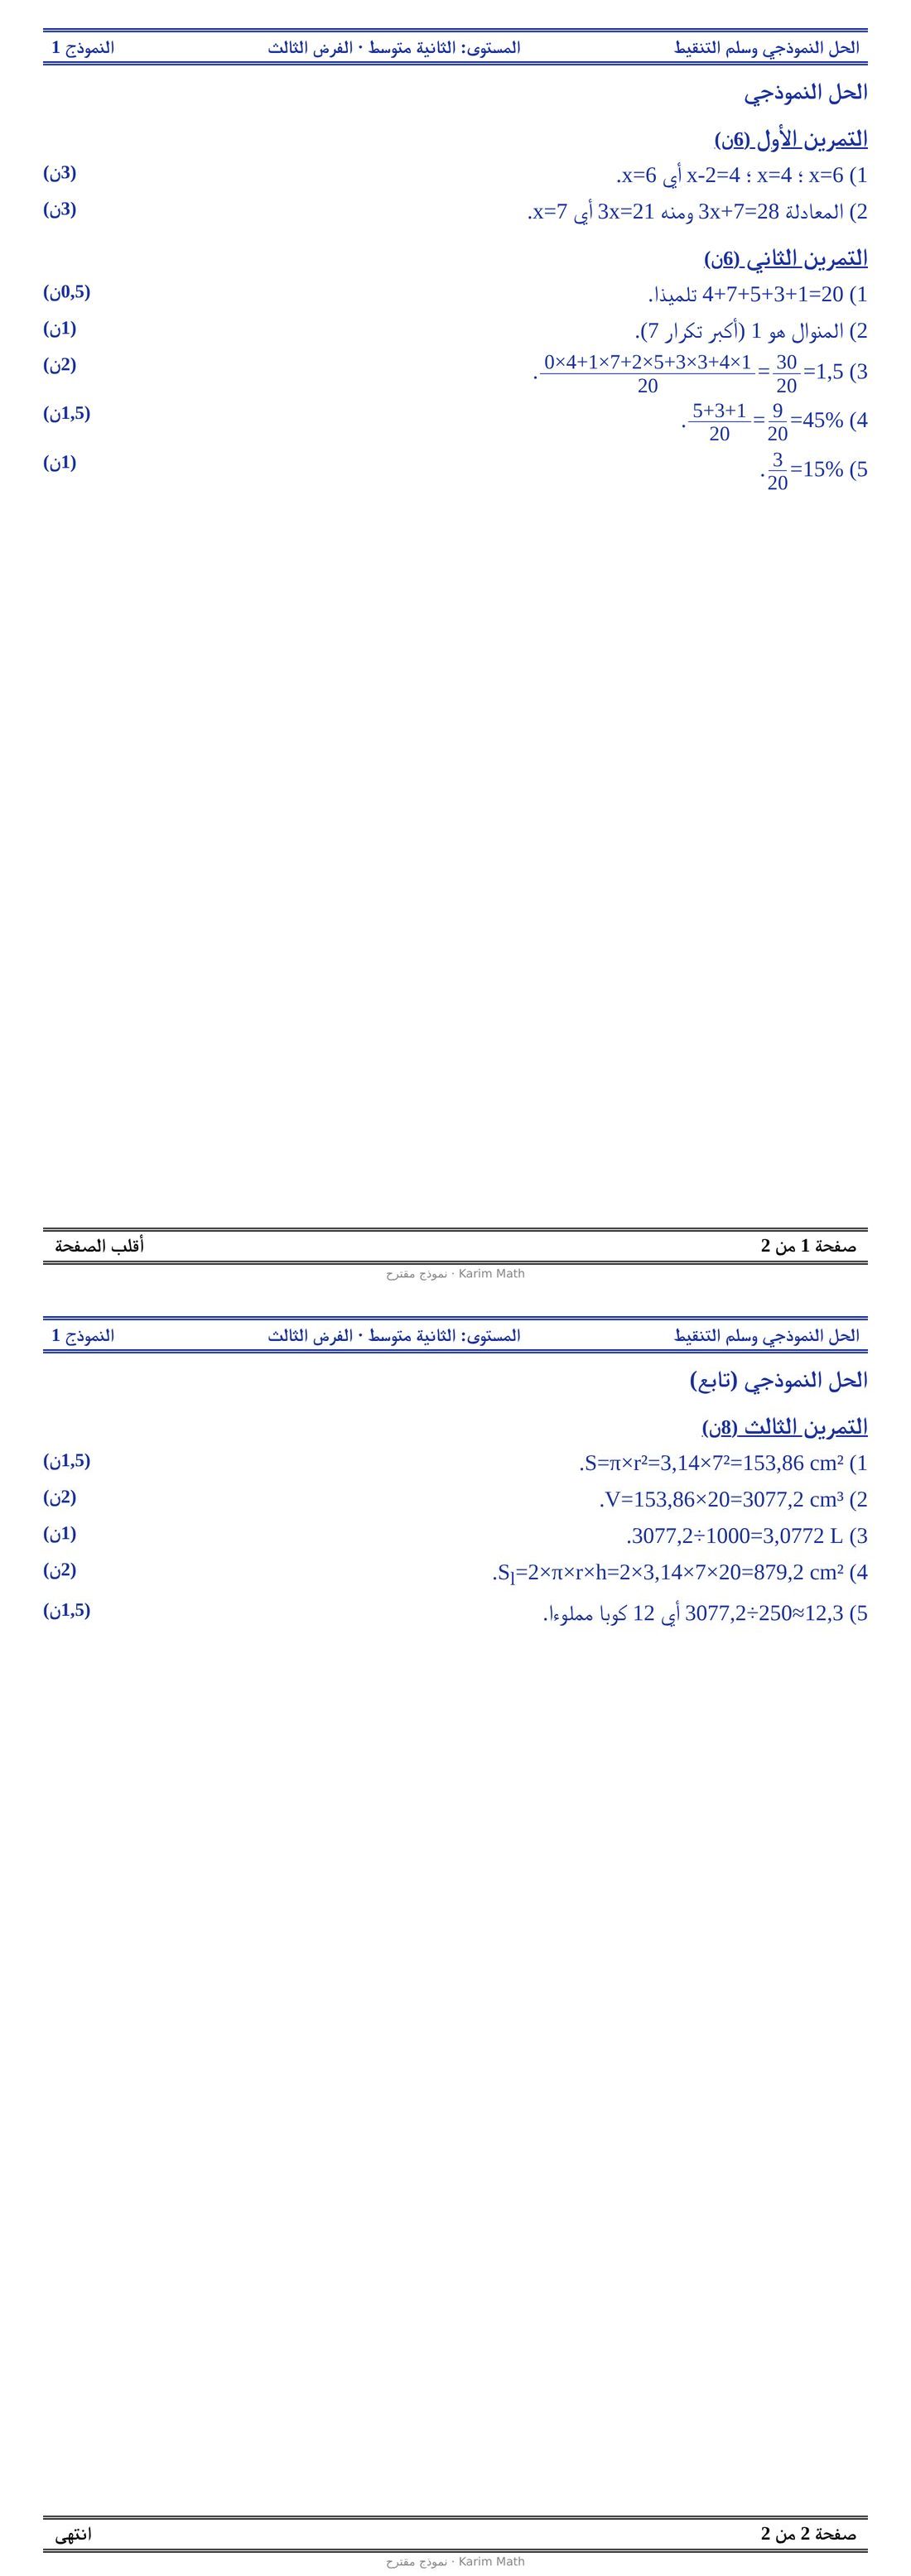 الحل النموذجي وسلم التنقيط المستوى: الثانية متوسط · الفرض الثالث النموذج 1
الحل النموذجي
التمرين الأول (6ن)
1) x=6 ؛ x=4 ؛ x-2=4 أي x=6. (3ن)
2) المعادلة 3x+7=28 ومنه 3x=21 أي x=7. (3ن)
التمرين الثاني (6ن)
1) 4+7+5+3+1=20 تلميذا. (0,5ن)
2) المنوال هو 1 (أكبر تكرار 7). (1ن)
3) (0×4+1×7+2×5+3×3+4×1)/20=30/20=1,5. (2ن)
4) (5+3+1)/20=9/20=45%. (1,5ن)
5) 3/20=15%. (1ن)
صفحة 1 من 2 أقلب الصفحة
Karim Math · نموذج مقترح
الحل النموذجي وسلم التنقيط المستوى: الثانية متوسط · الفرض الثالث النموذج 1
الحل النموذجي (تابع)
التمرين الثالث (8ن)
1) S=π×r²=3,14×7²=153,86 cm². (1,5ن)
2) V=153,86×20=3077,2 cm³. (2ن)
3) 3077,2÷1000=3,0772 L. (1ن)
4) Sl=2×π×r×h=2×3,14×7×20=879,2 cm². (2ن)
5) 3077,2÷250≈12,3 أي 12 كوبا مملوءا. (1,5ن)
صفحة 2 من 2 انتهى
Karim Math · نموذج مقترح